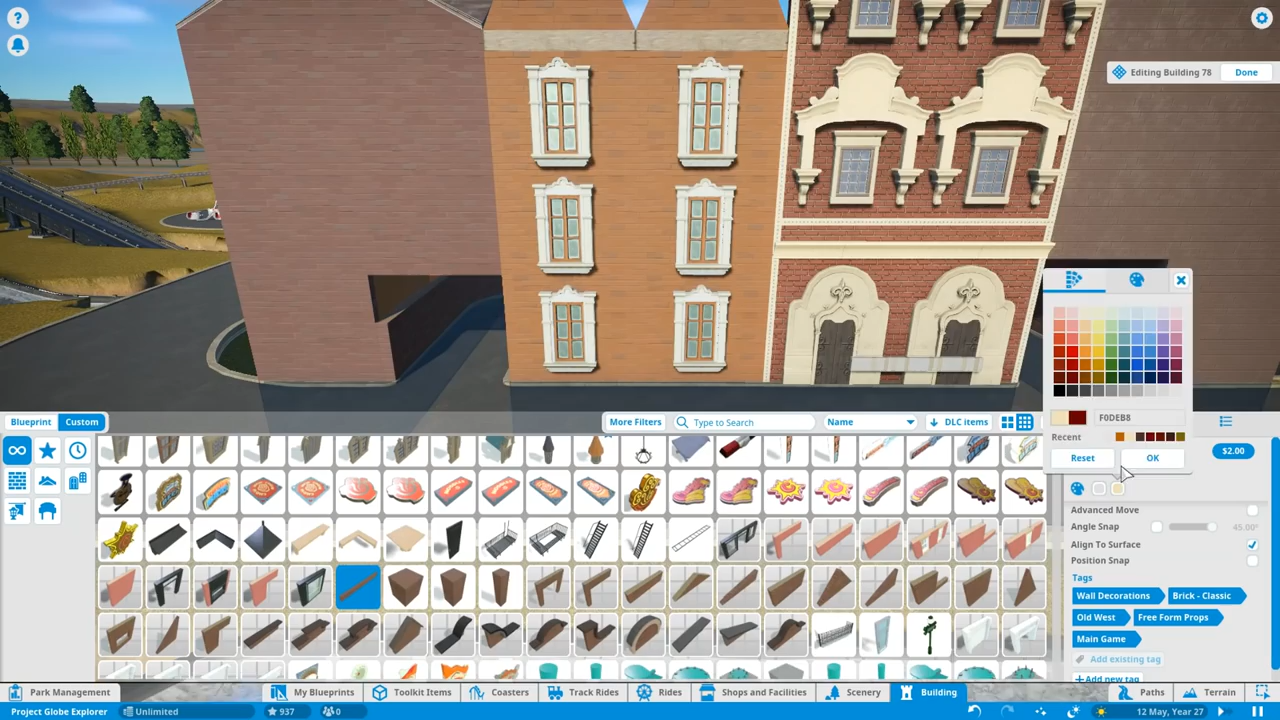 ?
Editing Building 78
Done
F0DEB8
Recent
Reset
OK
Blueprint
Custom
More Filters
Type to Search
Name
DLC items
$2.00
Advanced Move
Angle Snap
45.00°
Align To Surface
Position Snap
Tags
Wall Decorations
Brick - Classic
Old West
Free Form Props
Main Game
Add existing tag
+Add new tag
Park Management
My Blueprints
Toolkit Items
Coasters
Track Rides
Rides
Shops and Facilities
Scenery
Building
Paths
Terrain
Project Globe Explorer
Unlimited
937
0
12 May, Year 27